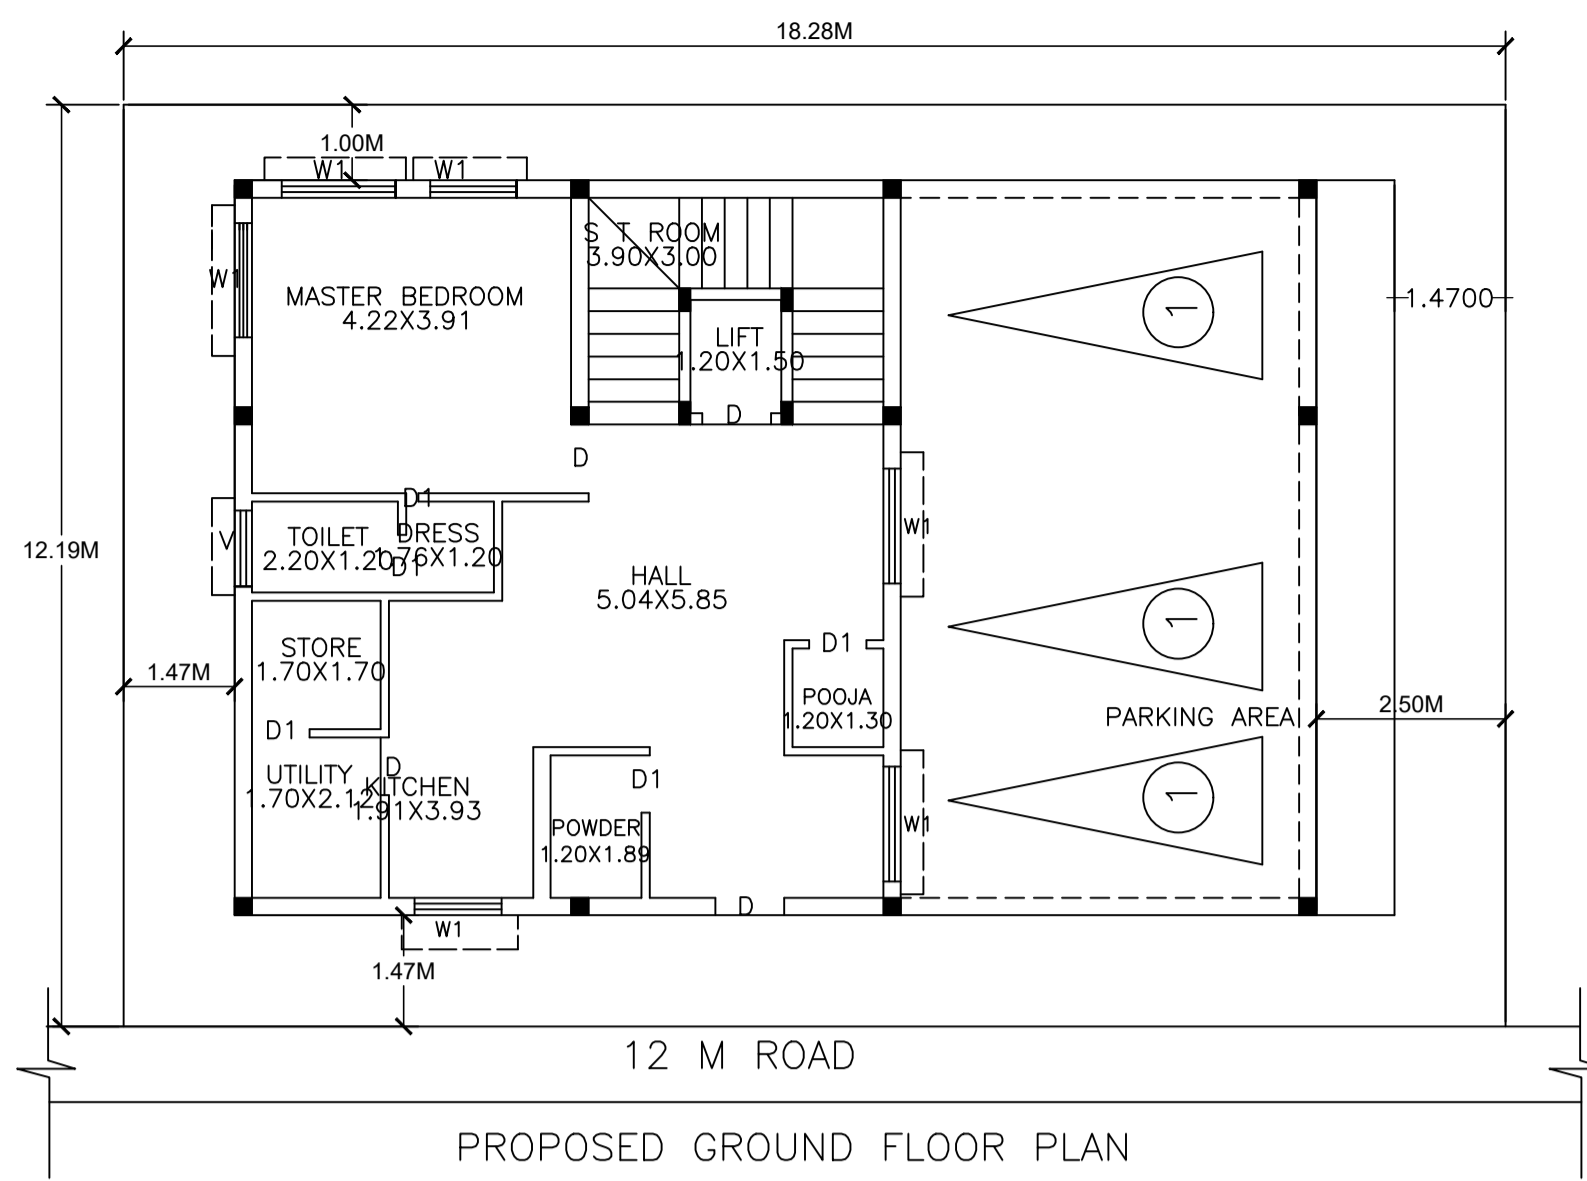 18.28M
1.00M
W1
W1
S T ROOM
3.90X3.00
W1
MASTER BEDROOM
4.22X3.91
1
1.4700
LIFT
1.20X1.50
D
D
D1
W1
V
TOILET
2.20X1.20
DRESS
1.76X1.20
D1
12.19M
HALL
5.04X5.85
1
STORE
1.70X1.70
D1
1.47M
POOJA
1.20X1.30
2.50M
PARKING AREA
D1
D
UTILITY
1.70X2.12
KITCHEN
1.91X3.93
D1
1
POWDER
1.20X1.89
W1
D
W1
1.47M
12 M ROAD
PROPOSED GROUND FLOOR PLAN